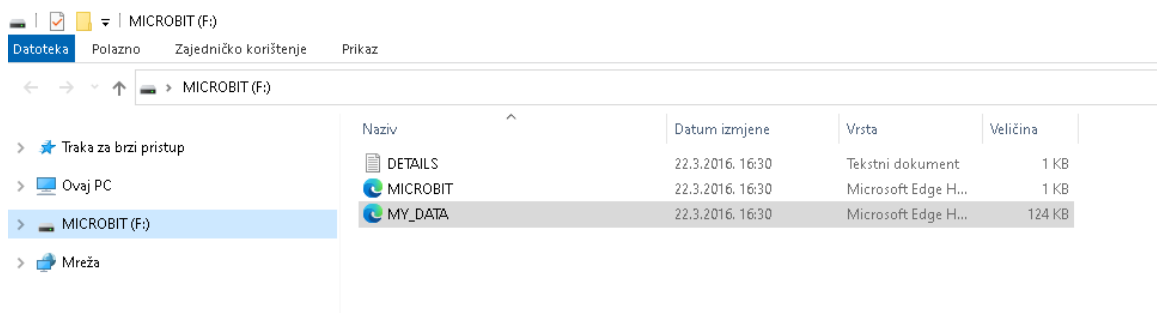 MICROBIT (F:)
Datoteka Polazno Zajedničko korištenje Prikaz
MICROBIT (F:)
Naziv Datum izmjene Vrsta Veličina
Traka za brzi pristup
DETAILS 22.3.2016. 16:30 Tekstni dokument 1 KB
Ovaj PC
MICROBIT 22.3.2016. 16:30 Microsoft Edge H... 1 KB
MICROBIT (F:)
MY_DATA 22.3.2016. 16:30 Microsoft Edge H... 124 KB
Mreža